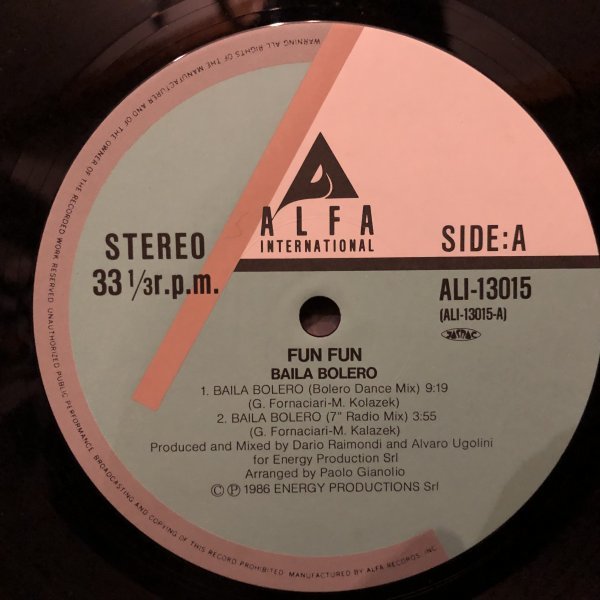 WARNING. ALL RIGHTS OF THE MANUFACTURER AND OF THE OWNER OF THE RECORDED WORK RESERVED. UNAUTHORIZED PUBLIC PERFORMANCE, BROADCASTING AND COPYING OF THIS RECORD PROHIBITED. MANUFACTURED BY ALFA RECORDS, INC.
ALFA
INTERNATIONAL
STEREO
33 1/3r.p.m.
SIDE:A
ALI-13015
(ALI-13015-A)
JASRAC
FUN FUN
BAILA BOLERO
1. BAILA BOLERO (Bolero Dance Mix) 9:19
(G. Fornaciari-M. Kolazek)
2. BAILA BOLERO (7" Radio Mix) 3:55
(G. Fornaciari-M. Kalazek)
Produced and Mixed by Dario Raimondi and Alvaro Ugolini
for Energy Production Srl
Arranged by Paolo Gianolio
© ℗ 1986 ENERGY PRODUCTIONS Srl